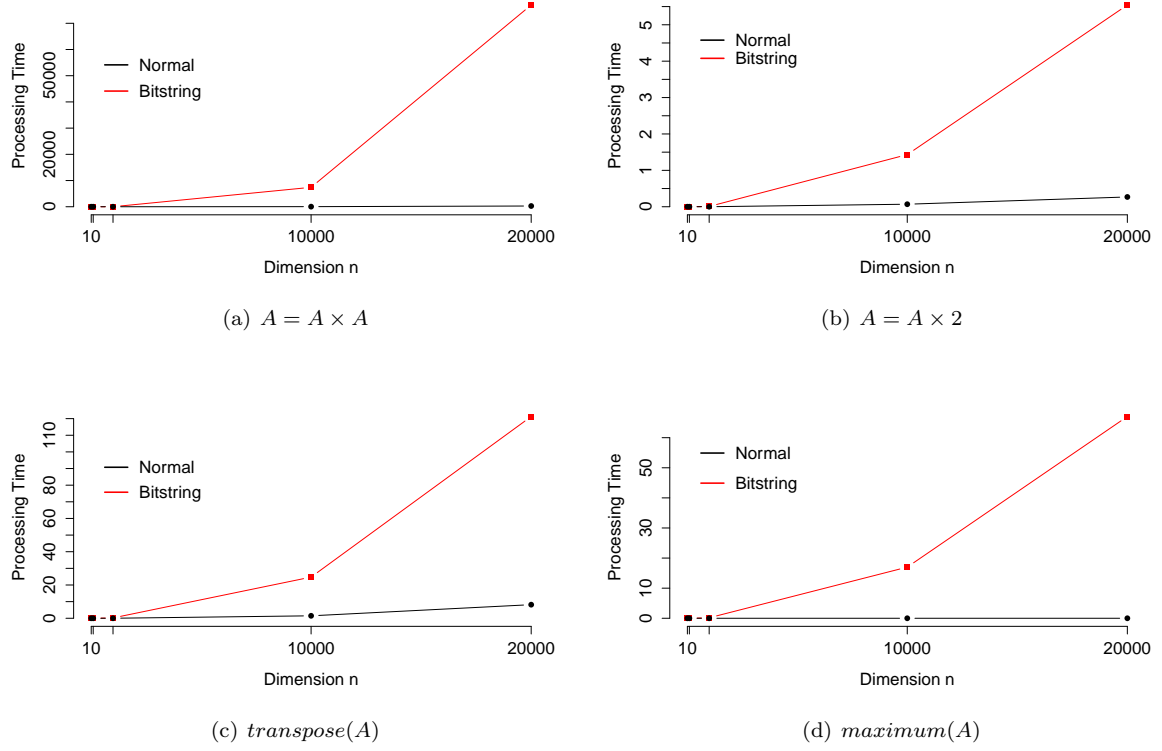 Processing Time
0
20000
50000
Normal
Bitstring
10
10000
20000
Dimension n
(a) A = A × A
Processing Time
0
1
2
3
4
5
Normal
Bitstring
10
10000
20000
Dimension n
(b) A = A × 2
Processing Time
0
20
40
60
80
110
Normal
Bitstring
10
10000
20000
Dimension n
(c) transpose(A)
Processing Time
0
10
30
50
Normal
Bitstring
10
10000
20000
Dimension n
(d) maximum(A)